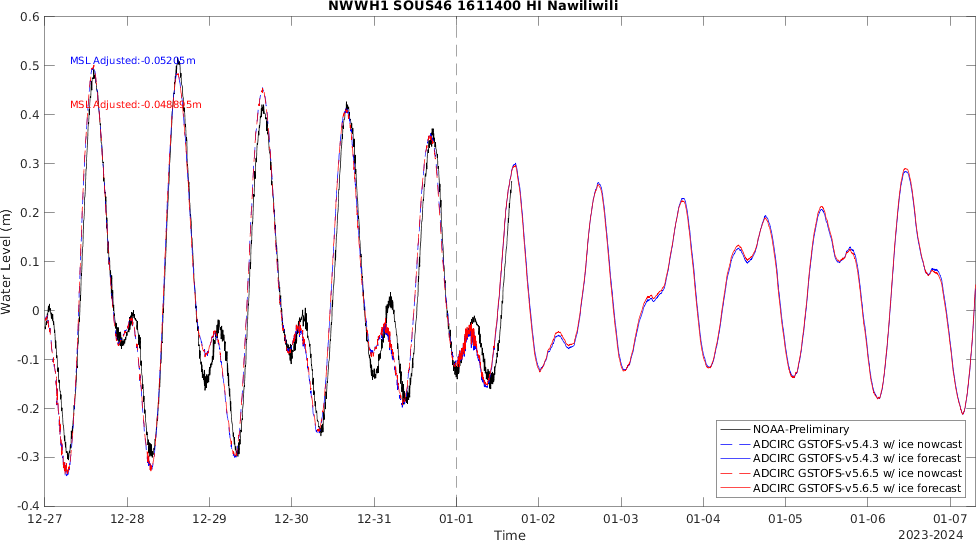 NWWH1 SOUS46 1611400 HI Nawiliwili
MSL Adjusted:-0.05205m
MSL Adjusted:-0.048895m
Water Level (m)
0.6
0.5
0.4
0.3
0.2
0.1
0
-0.1
-0.2
-0.3
-0.4
NOAA-Preliminary
ADCIRC GSTOFS-v5.4.3 w/ ice nowcast
ADCIRC GSTOFS-v5.4.3 w/ ice forecast
ADCIRC GSTOFS-v5.6.5 w/ ice nowcast
ADCIRC GSTOFS-v5.6.5 w/ ice forecast
12-27 12-28 12-29 12-30 12-31 01-01 01-02 01-03 01-04 01-05 01-06 01-07
Time
2023-2024